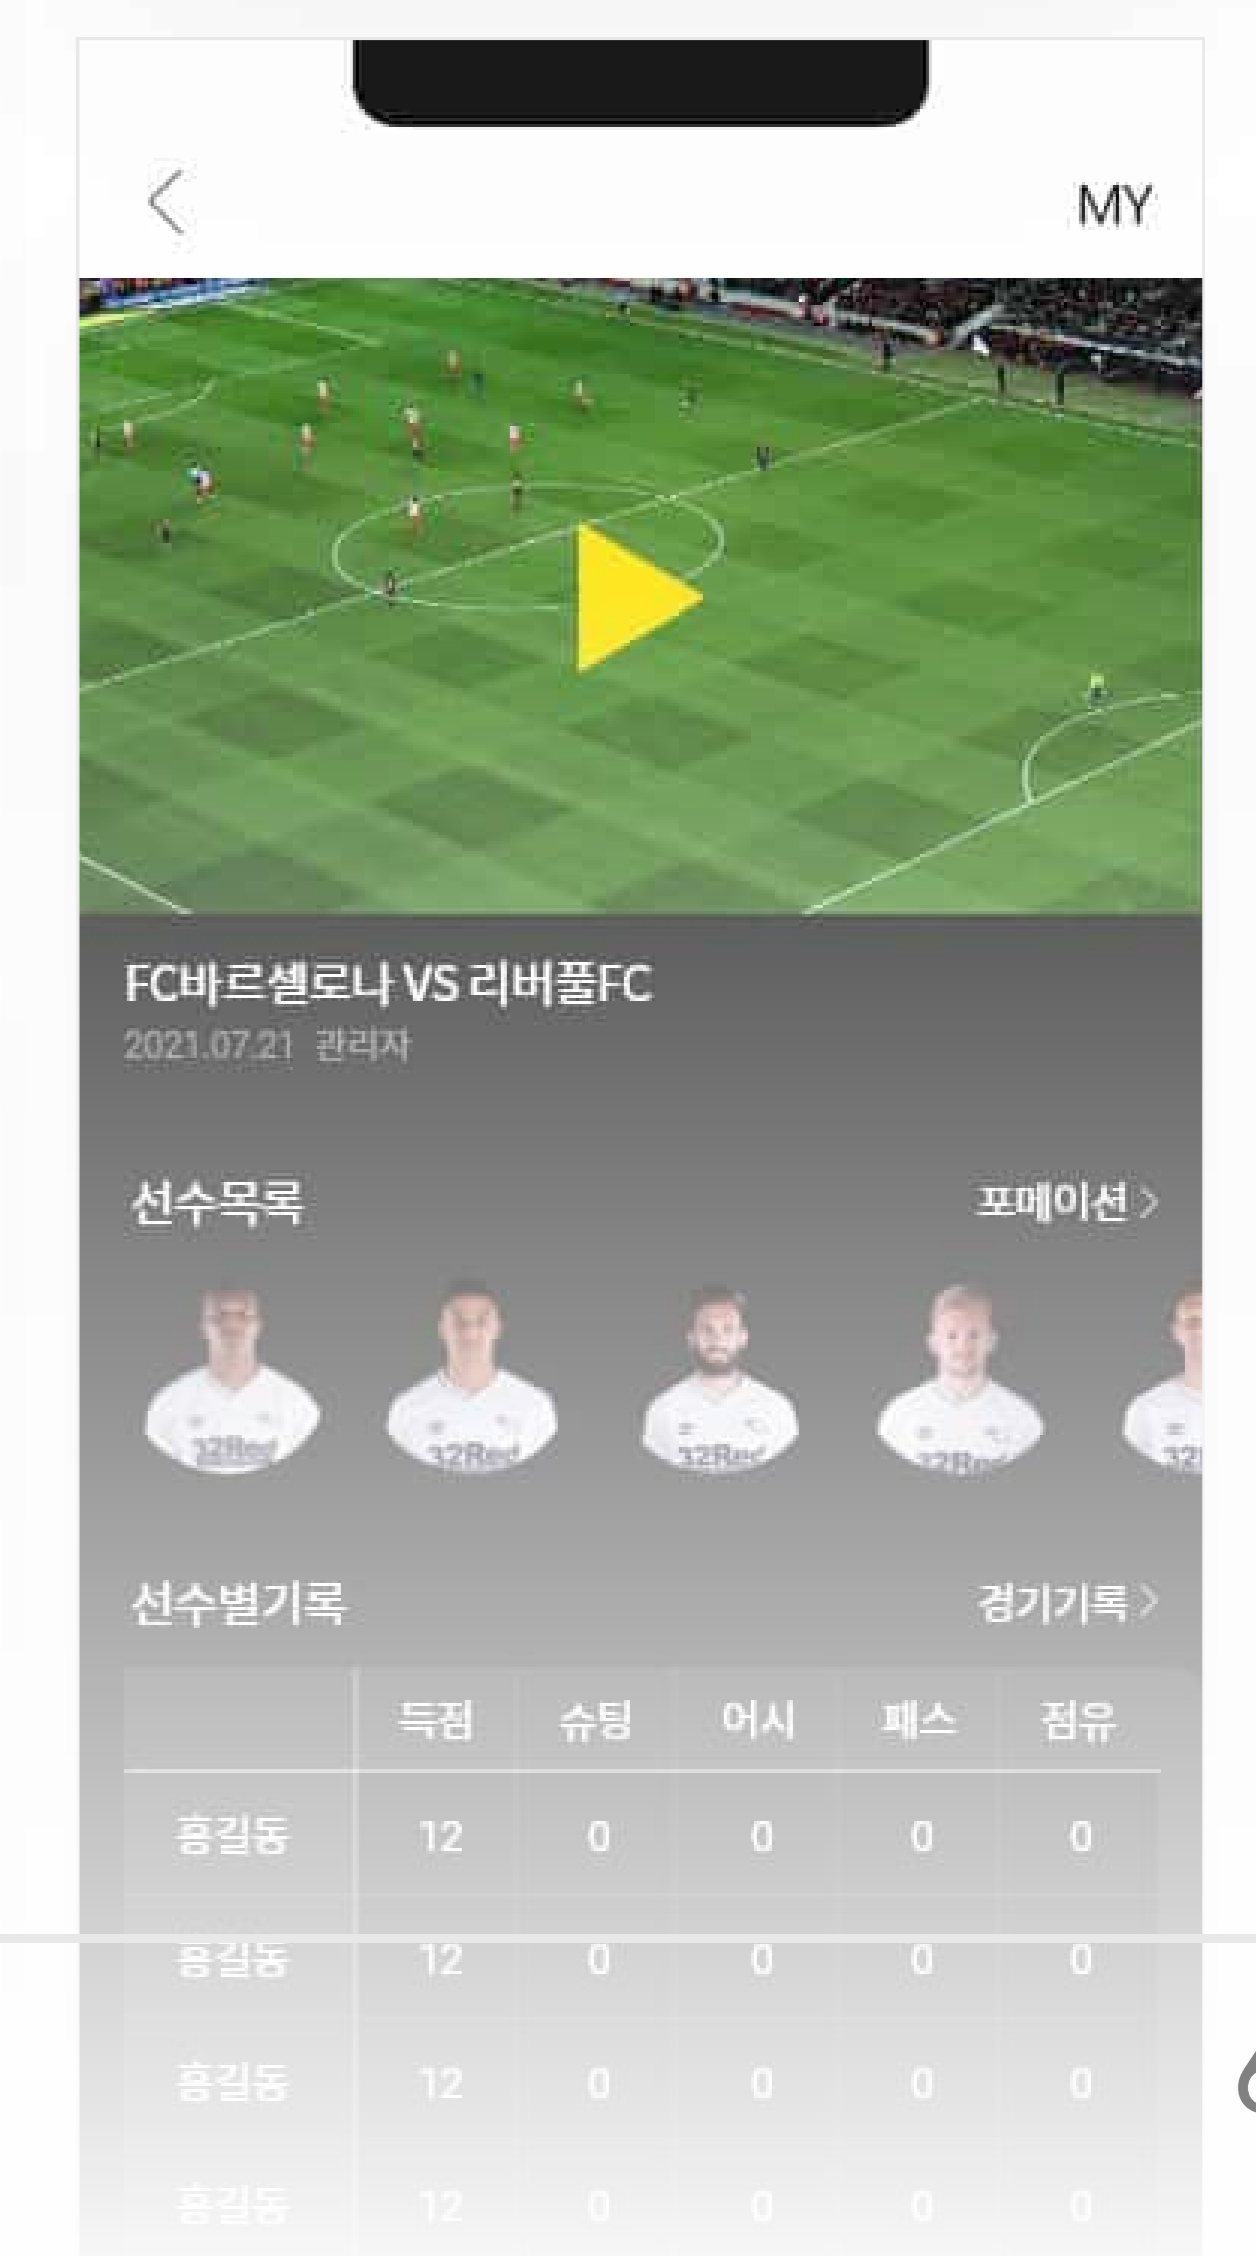 MY
FC바르셀로나 VS 리버풀FC
2021.07.21 관리자
선수목록 포메이션
32Red 32Red 32Red 32Red 32
선수별기록 경기기록
득점 슈팅 어시 패스 점유
홍길동 12 0 0 0 0
홍길동 12 0 0 0 0
홍길동 12 0 0 0 0
홍길동 12 0 0 0 0